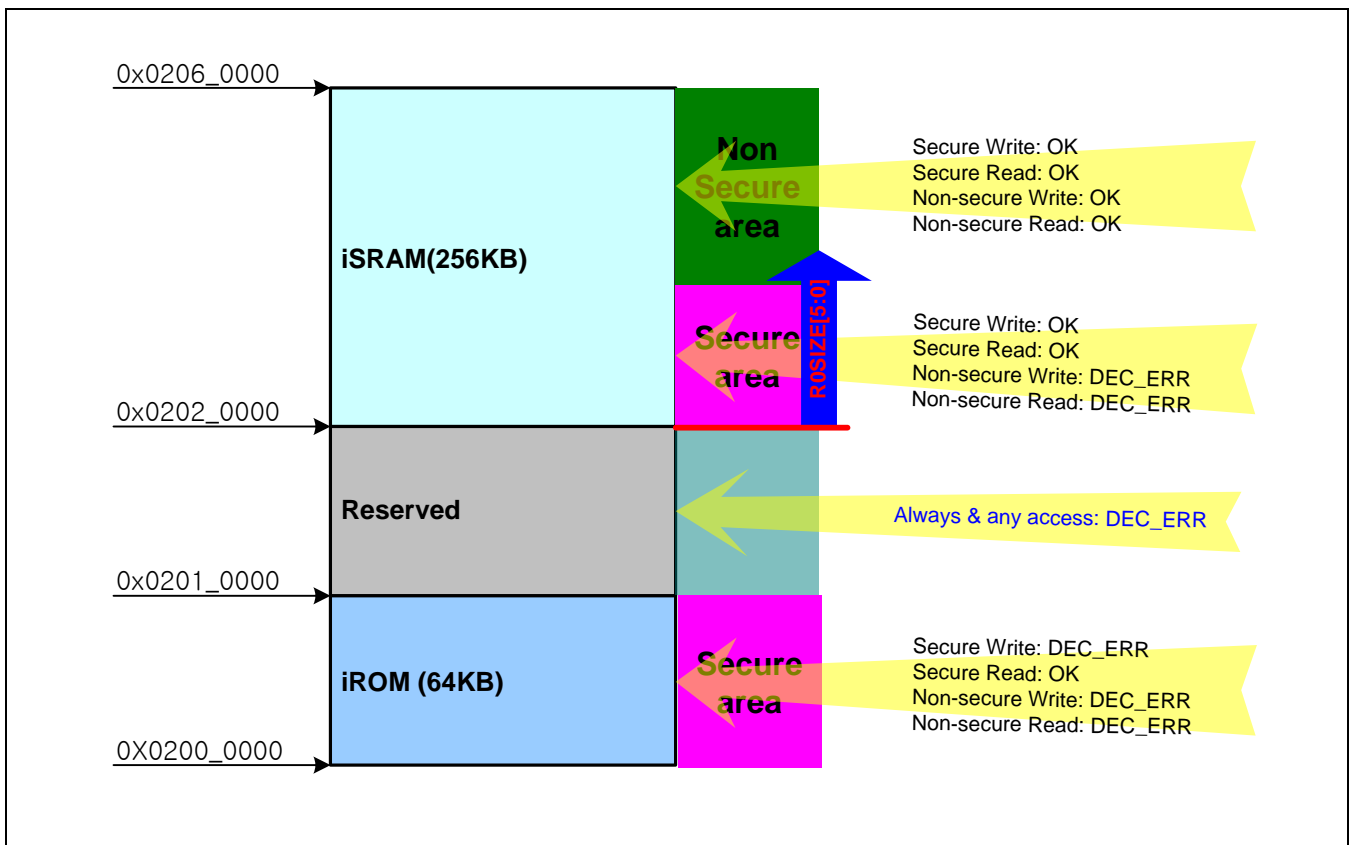 0x0206_0000
Non
Secure
area
Secure Write: OK
Secure Read: OK
Non-secure Write: OK
Non-secure Read: OK
iSRAM(256KB)
R0SIZE[5:0]
Secure
area
Secure Write: OK
Secure Read: OK
Non-secure Write: DEC_ERR
Non-secure Read: DEC_ERR
0x0202_0000
Reserved
Always & any access: DEC_ERR
0x0201_0000
iROM (64KB)
Secure
area
Secure Write: DEC_ERR
Secure Read: OK
Non-secure Write: DEC_ERR
Non-secure Read: DEC_ERR
0X0200_0000